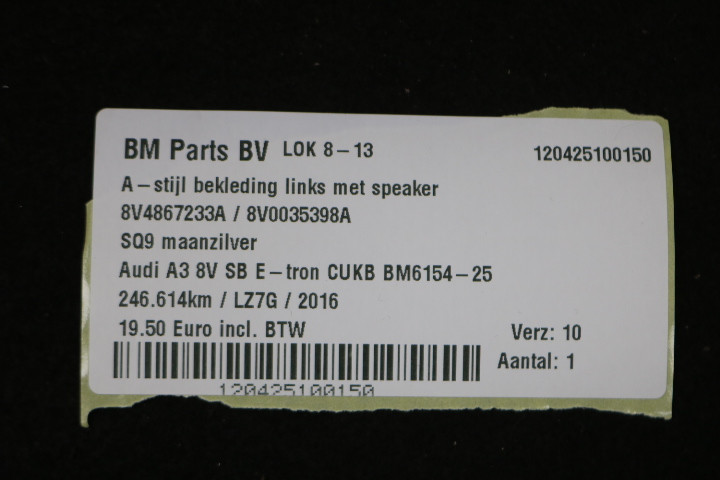 BM Parts BV LOK 8-13 120425100150
A-stijl bekleding links met speaker
8V4867233A / 8V0035398A
SQ9 maanzilver
Audi A3 8V SB E-tron CUKB BM6154-25
246.614km / LZ7G / 2016
19.50 Euro incl. BTW
Verz: 10
Aantal: 1
120425100150